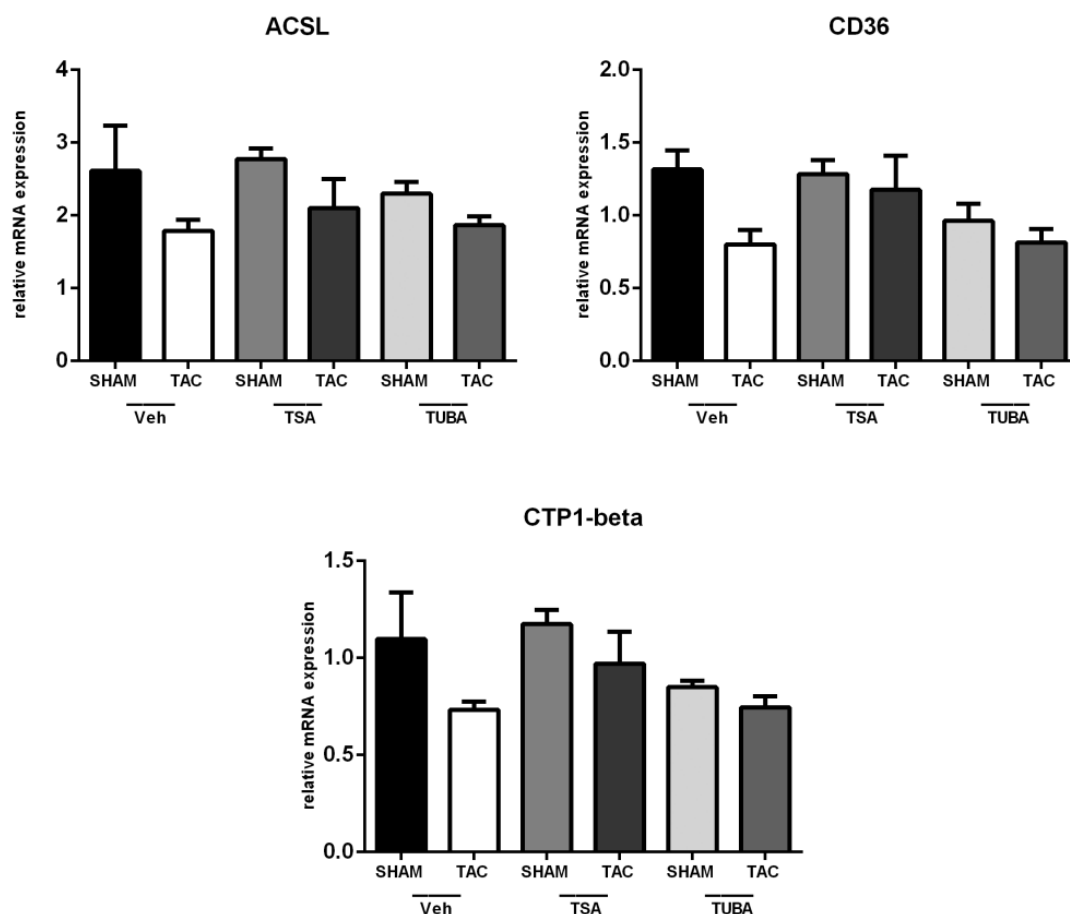 ACSL
relative mRNA expression
4
3
2
1
0
SHAM TAC SHAM TAC SHAM TAC
Veh TSA TUBA
CD36
relative mRNA expression
2.0
1.5
1.0
0.5
0.0
SHAM TAC SHAM TAC SHAM TAC
Veh TSA TUBA
CTP1-beta
relative mRNA expression
1.5
1.0
0.5
0.0
SHAM TAC SHAM TAC SHAM TAC
Veh TSA TUBA